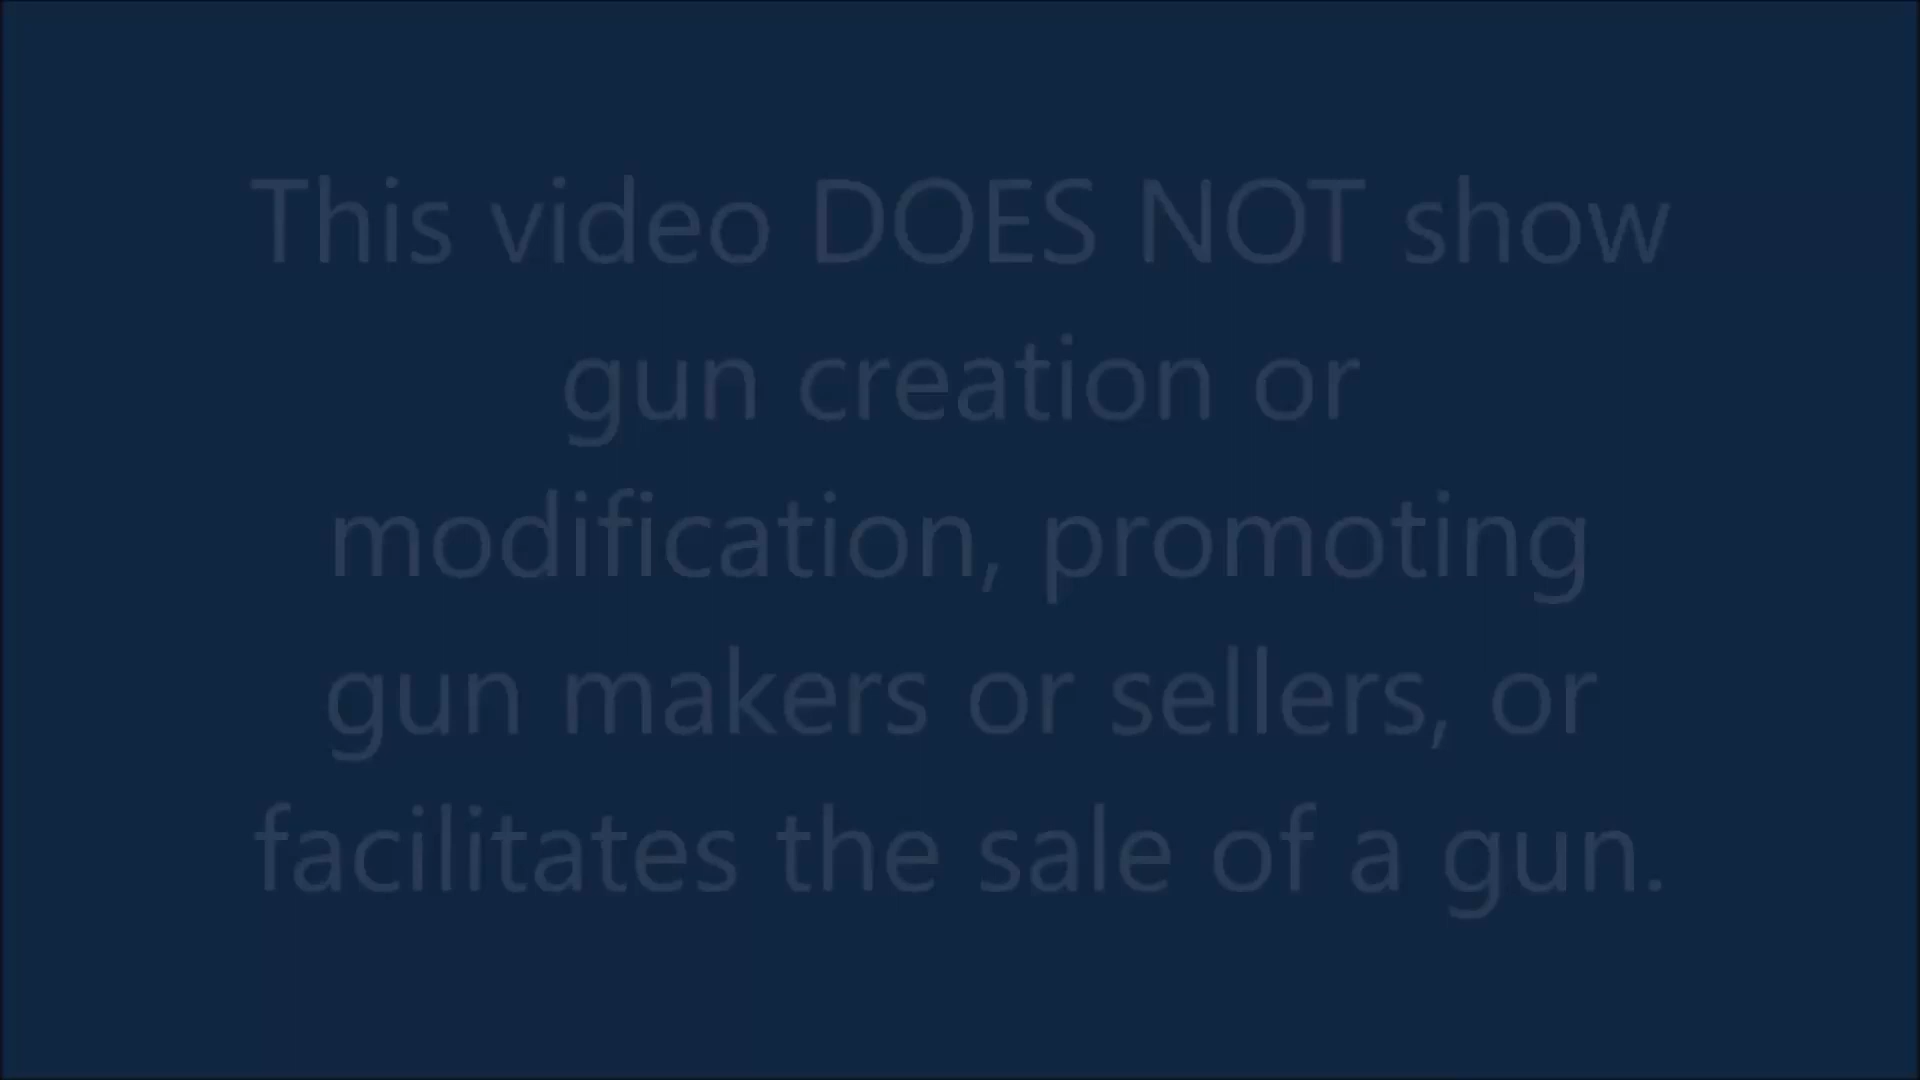 This video DOES NOT show
gun creation or
modification, promoting
gun makers or sellers, or
facilitates the sale of a gun.